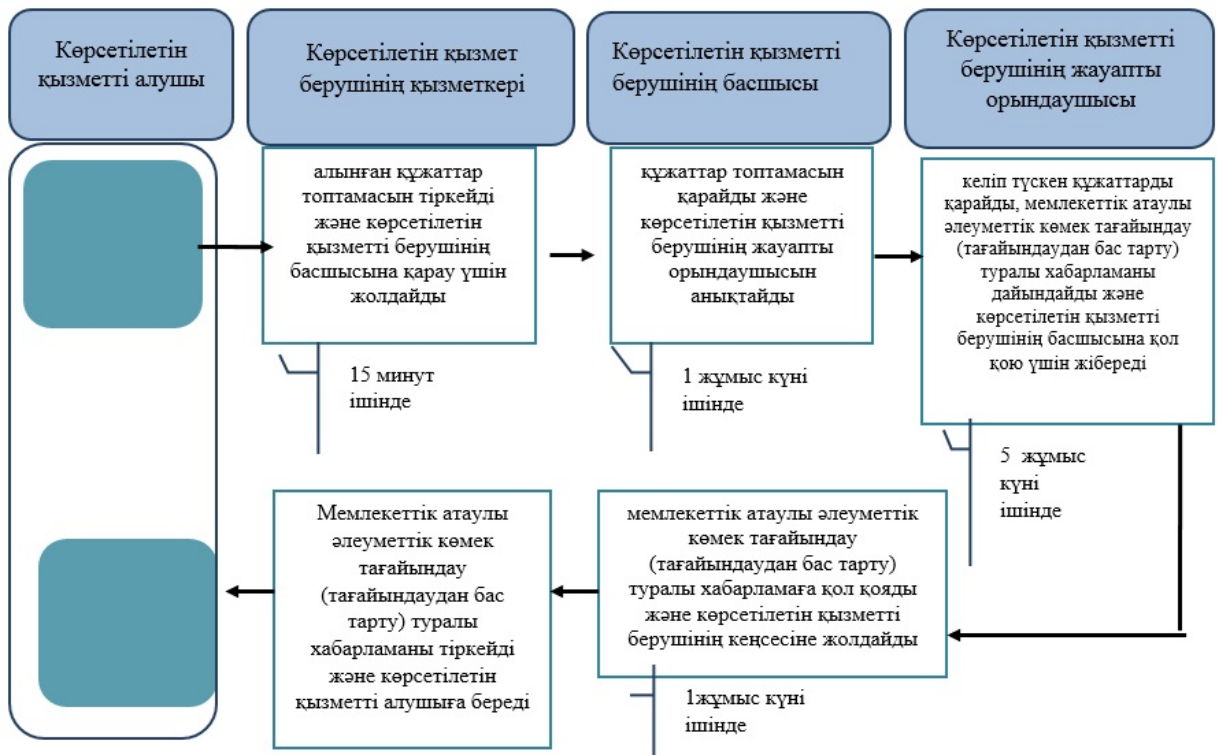 Көрсетілетін
қызметті алушы
Көрсетілетін қызмет
берушінің қызметкері
Көрсетілетін қызметті
берушінің басшысы
Көрсетілетін қызметті
берушінің жауапты
орындаушысы
алынған құжаттар
топтамасын тіркейді
және көрсетілетін
қызметті берушінің
басшысына қарау үшін
жолдайды
құжаттар топтамасын
қарайды және
көрсетілетін қызметті
берушінің жауапты
орындаушысын
анықтайды
келіп түскен құжаттарды
қарайды, мемлекеттік атаулы
әлеуметтік көмек тағайындау
(тағайындаудан бас тарту)
туралы хабарламаны
дайындайды және
көрсетілетін қызметті
берушінің басшысына қол
қою үшін жібереді
15 минут
ішінде
1 жұмыс күні
ішінде
5 жұмыс
күні
ішінде
Мемлекеттік атаулы
әлеуметтік көмек
тағайындау
(тағайындаудан бас
тарту) туралы
хабарламаны тіркейді
және көрсетілетін
қызметті алушыға береді
мемлекеттік атаулы әлеуметтік
көмек тағайындау
(тағайындаудан бас тарту)
туралы хабарламаға қол қояды
және көрсетілетін қызметті
берушінің кеңсесіне жолдайды
1жұмыс күні
ішінде